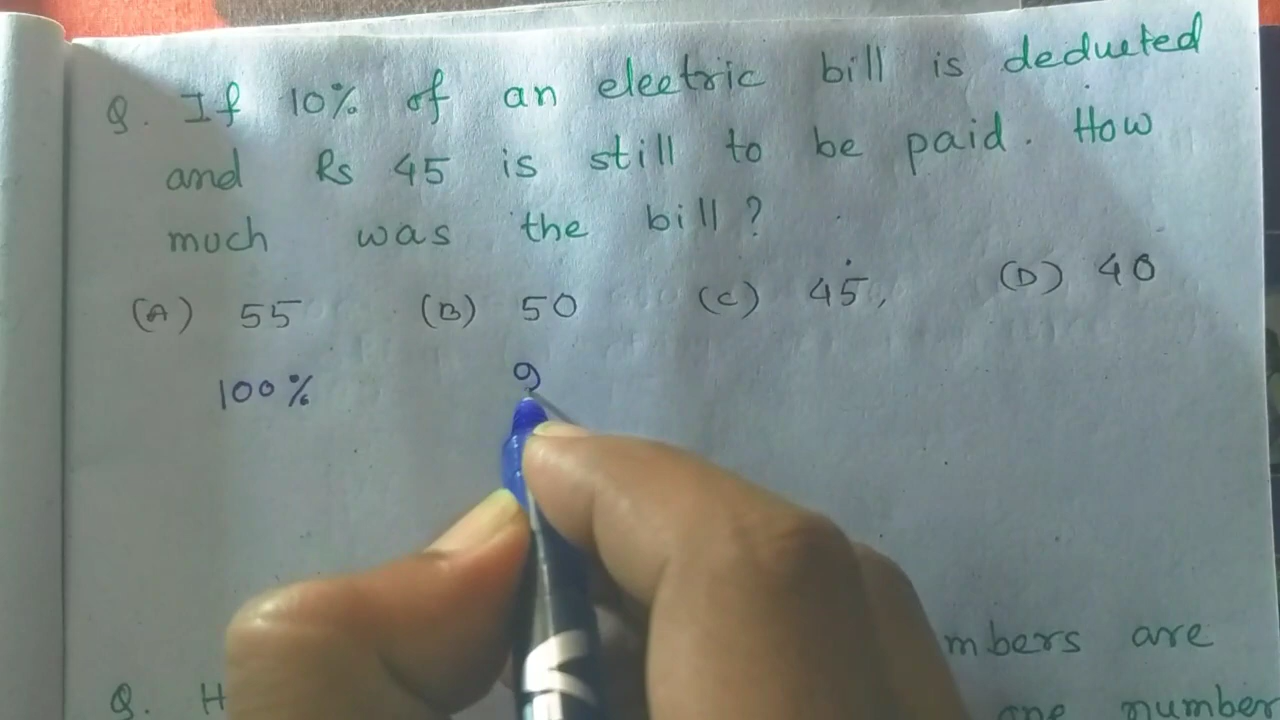 Q. If 10% of an electric bill is deducted
and Rs 45 is still to be paid. How
much was the bill?
(A) 55 (B) 50 (C) 45, (D) 40
100% 9
mbers are
Q. H one number